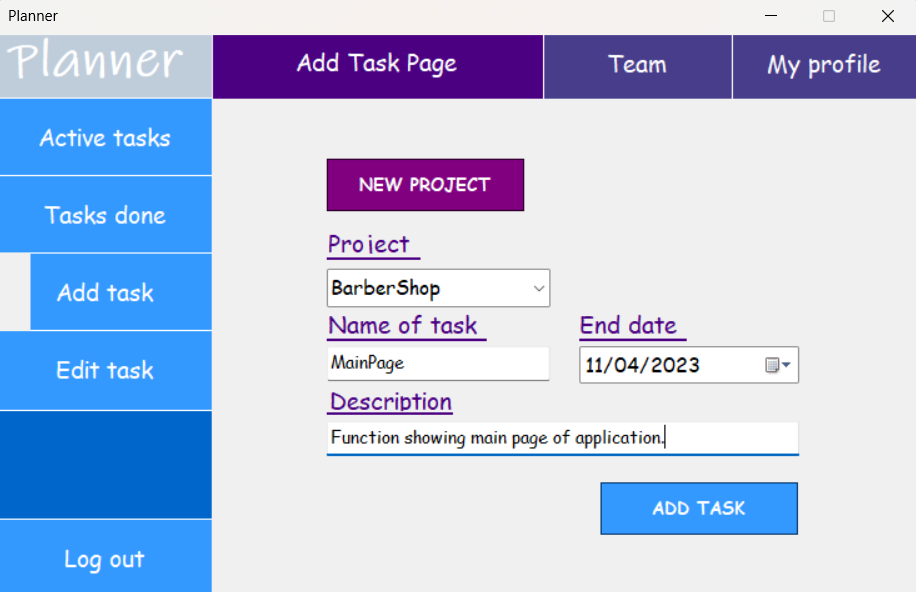 Planner
Planner
Add Task Page
Team
My profile
Active tasks
Tasks done
Add task
Edit task
Log out
NEW PROJECT
Project
BarberShop
Name of task
End date
MainPage
11/04/2023
Description
Function showing main page of application.
ADD TASK